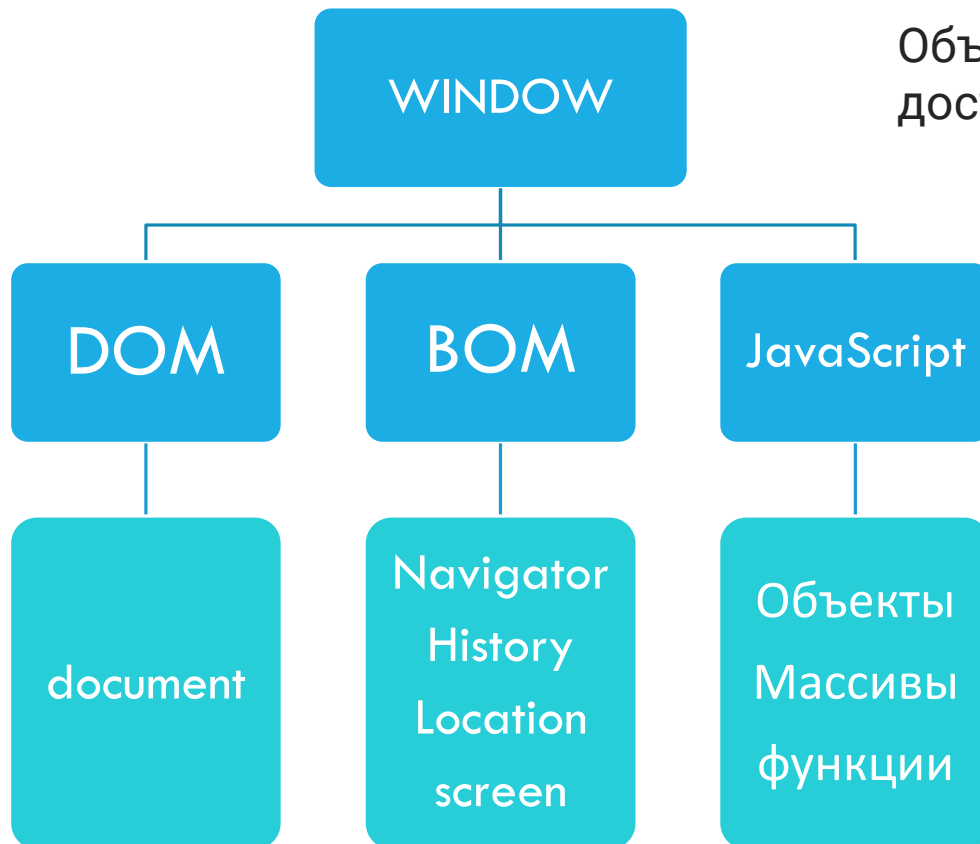 WINDOW
DOM
BOM
JavaScript
document
Navigator
History
Location
screen
Объекты
Массивы
функции